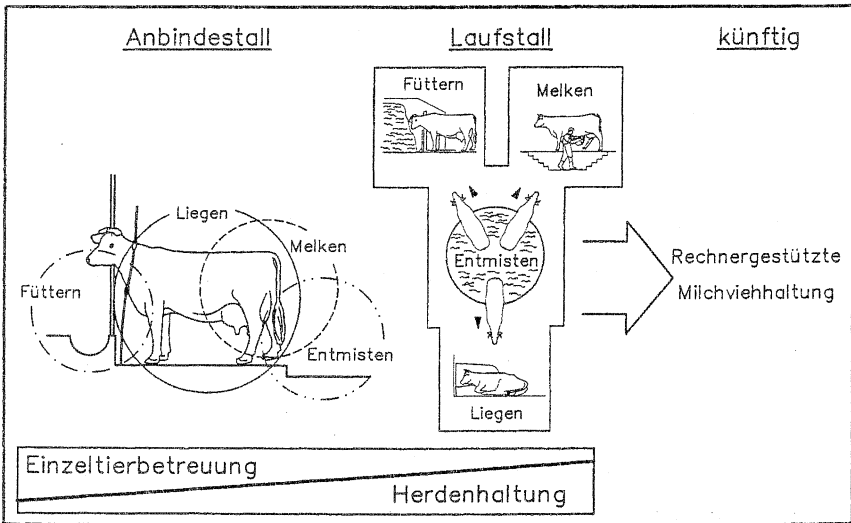 Anbindestall
Laufstall
künftig
Füttern
Melken
Liegen
Melken
Füttern
Entmisten
Entmisten
Liegen
Rechnergestützte
Milchviehhaltung
Einzeltierbetreuung
Herdenhaltung